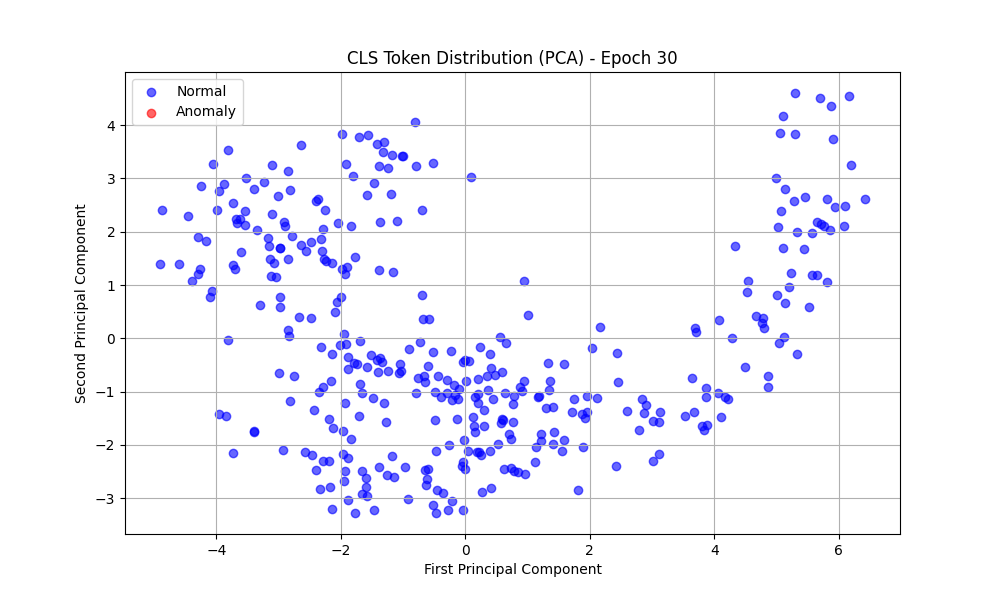 CLS Token Distribution (PCA) - Epoch 30
Normal
Anomaly
Second Principal Component
4
3
2
1
0
−1
−2
−3
−4 −2 0 2 4 6
First Principal Component